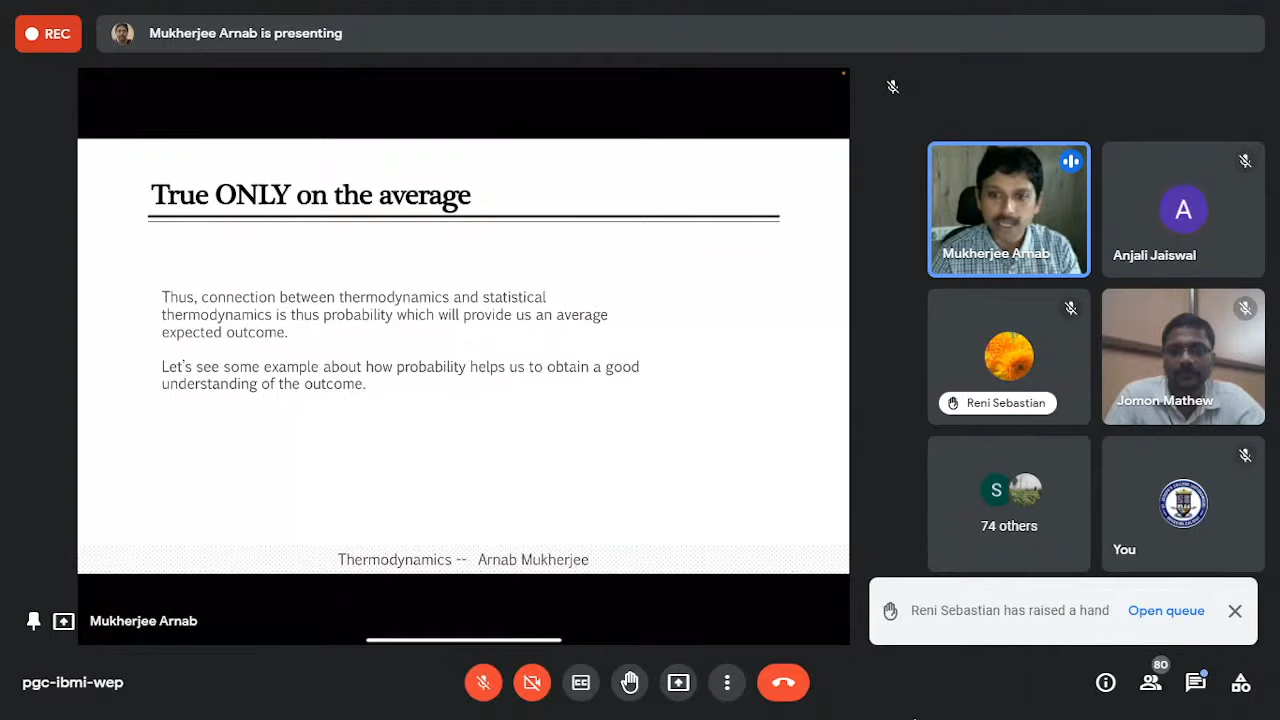 REC
Mukherjee Arnab is presenting
True ONLY on the average
Thus, connection between thermodynamics and statistical
thermodynamics is thus probability which will provide us an average
expected outcome.
Let's see some example about how probability helps us to obtain a good
understanding of the outcome.
Thermodynamics -- Arnab Mukherjee
Mukherjee Arnab
Mukherjee Arnab
A
Anjali Jaiswal
Reni Sebastian
Jomon Mathew
S
74 others
You
Reni Sebastian has raised a hand
Open queue
pgc-ibmi-wep
CC
80